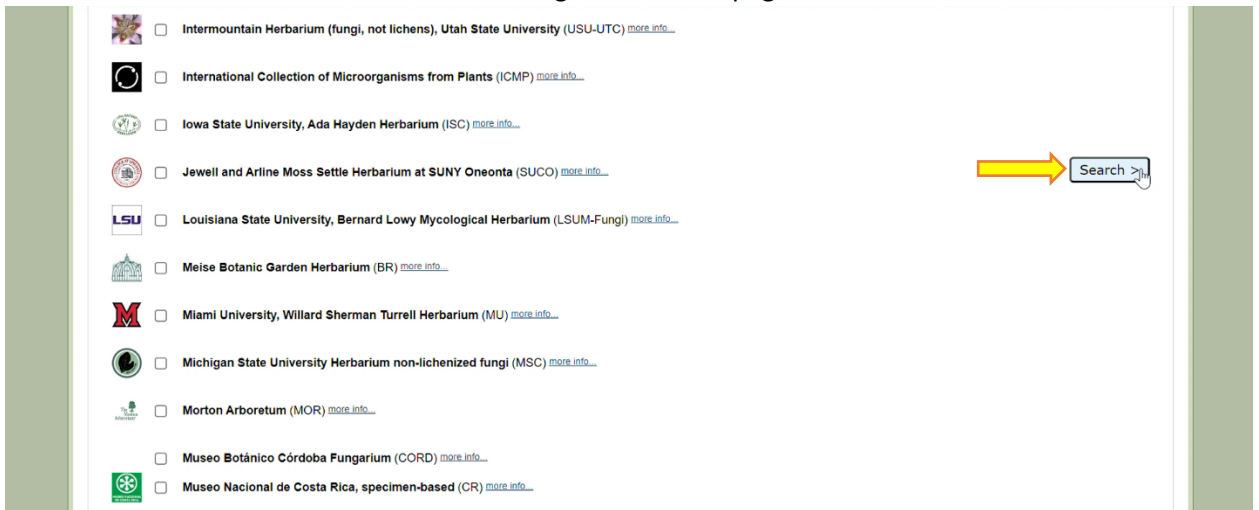 Intermountain Herbarium (fungi, not lichens), Utah State University (USU-UTC) more info...
International Collection of Microorganisms from Plants (ICMP) more info...
Iowa State University, Ada Hayden Herbarium (ISC) more info...
Jewell and Arline Moss Settle Herbarium at SUNY Oneonta (SUCO) more info...
Search >
LSU
Louisiana State University, Bernard Lowy Mycological Herbarium (LSUM-Fungi) more info...
Meise Botanic Garden Herbarium (BR) more info...
M
Miami University, Willard Sherman Turrell Herbarium (MU) more info...
Michigan State University Herbarium non-lichenized fungi (MSC) more info...
Morton Arboretum (MOR) more info...
Museo Botánico Córdoba Fungarium (CORD) more info...
Museo Nacional de Costa Rica, specimen-based (CR) more info...